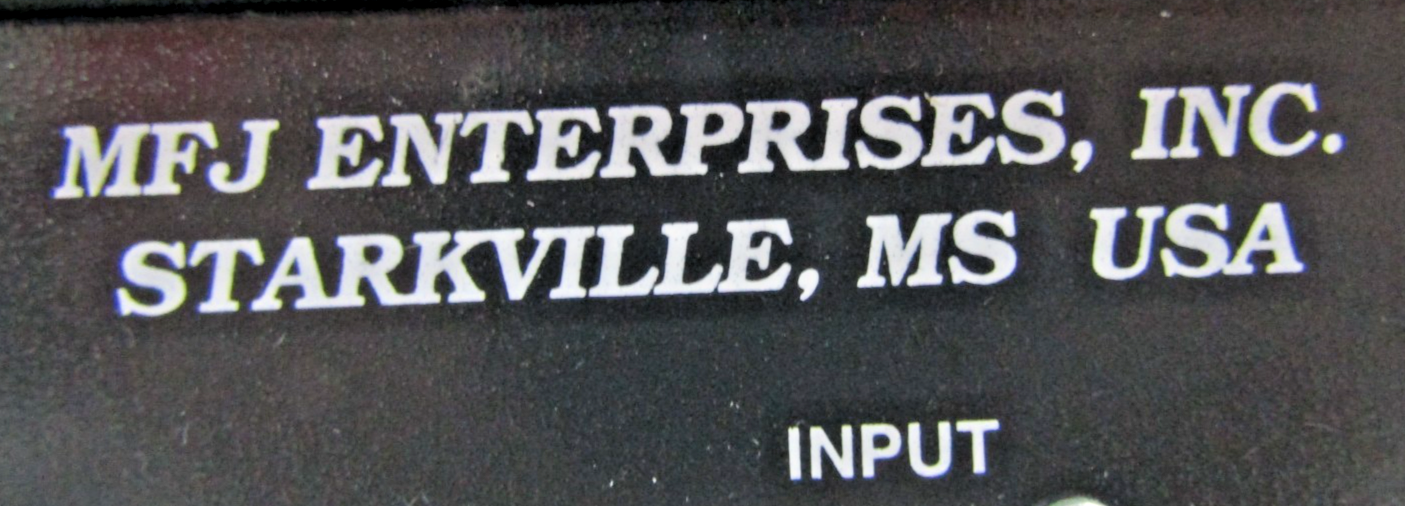 MFJ ENTERPRISES, INC.
STARKVILLE, MS USA
INPUT